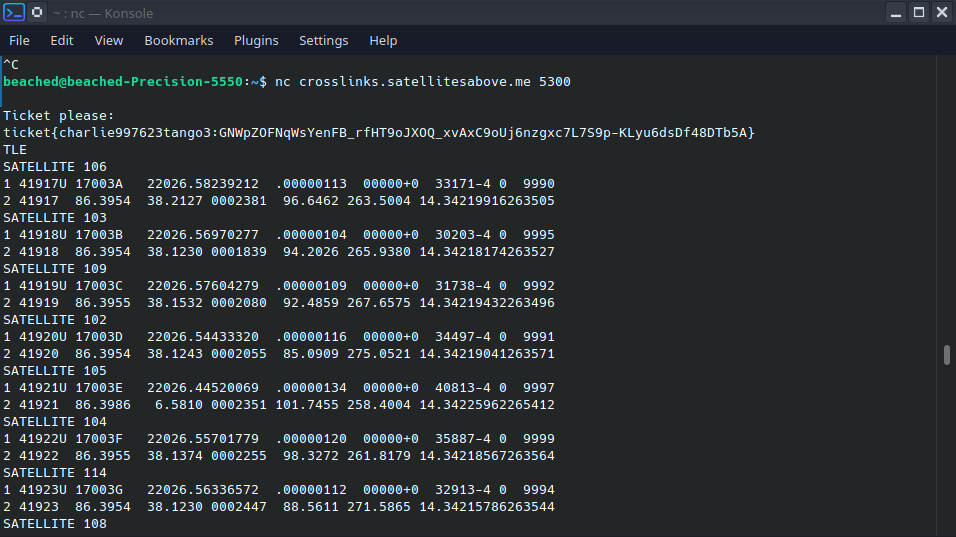 ~ : nc — Konsole
File Edit View Bookmarks Plugins Settings Help
^C
beached@beached-Precision-5550:~$ nc crosslinks.satellitesabove.me 5300
Ticket please:
ticket{charlie997623tango3:GNWpZOFNqWsYenFB_rfHT9oJXOQ_xvAxC9oUj6nzgxc7L7S9p-KLyu6dsDf48DTb5A}
TLE
SATELLITE 106
1 41917U 17003A   22026.58239212  .00000113  00000+0  33171-4 0  9990
2 41917  86.3954  38.2127 0002381  96.6462 263.5004 14.34219916263505
SATELLITE 103
1 41918U 17003B   22026.56970277  .00000104  00000+0  30203-4 0  9995
2 41918  86.3954  38.1230 0001839  94.2026 265.9380 14.34218174263527
SATELLITE 109
1 41919U 17003C   22026.57604279  .00000109  00000+0  31738-4 0  9992
2 41919  86.3955  38.1532 0002080  92.4859 267.6575 14.34219432263496
SATELLITE 102
1 41920U 17003D   22026.54433320  .00000116  00000+0  34497-4 0  9991
2 41920  86.3954  38.1243 0002055  85.0909 275.0521 14.34219041263571
SATELLITE 105
1 41921U 17003E   22026.44520069  .00000134  00000+0  40813-4 0  9997
2 41921  86.3986   6.5810 0002351 101.7455 258.4004 14.34225962265412
SATELLITE 104
1 41922U 17003F   22026.55701779  .00000120  00000+0  35887-4 0  9999
2 41922  86.3955  38.1374 0002255  98.3272 261.8179 14.34218567263564
SATELLITE 114
1 41923U 17003G   22026.56336572  .00000112  00000+0  32913-4 0  9994
2 41923  86.3954  38.1230 0002447  88.5611 271.5865 14.34215786263544
SATELLITE 108